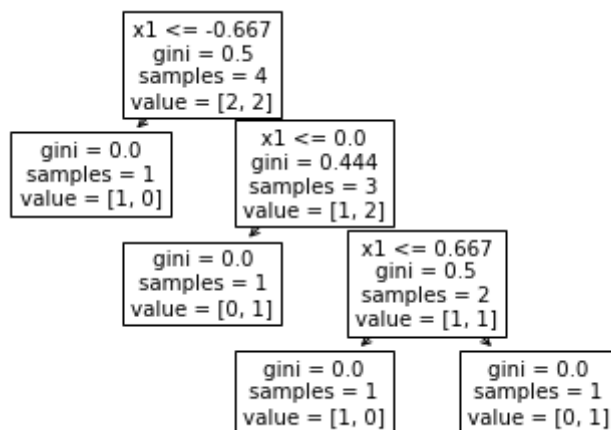 x1 <= -0.667
gini = 0.5
samples = 4
value = [2, 2]
gini = 0.0
samples = 1
value = [1, 0]
x1 <= 0.0
gini = 0.444
samples = 3
value = [1, 2]
gini = 0.0
samples = 1
value = [0, 1]
x1 <= 0.667
gini = 0.5
samples = 2
value = [1, 1]
gini = 0.0
samples = 1
value = [1, 0]
gini = 0.0
samples = 1
value = [0, 1]